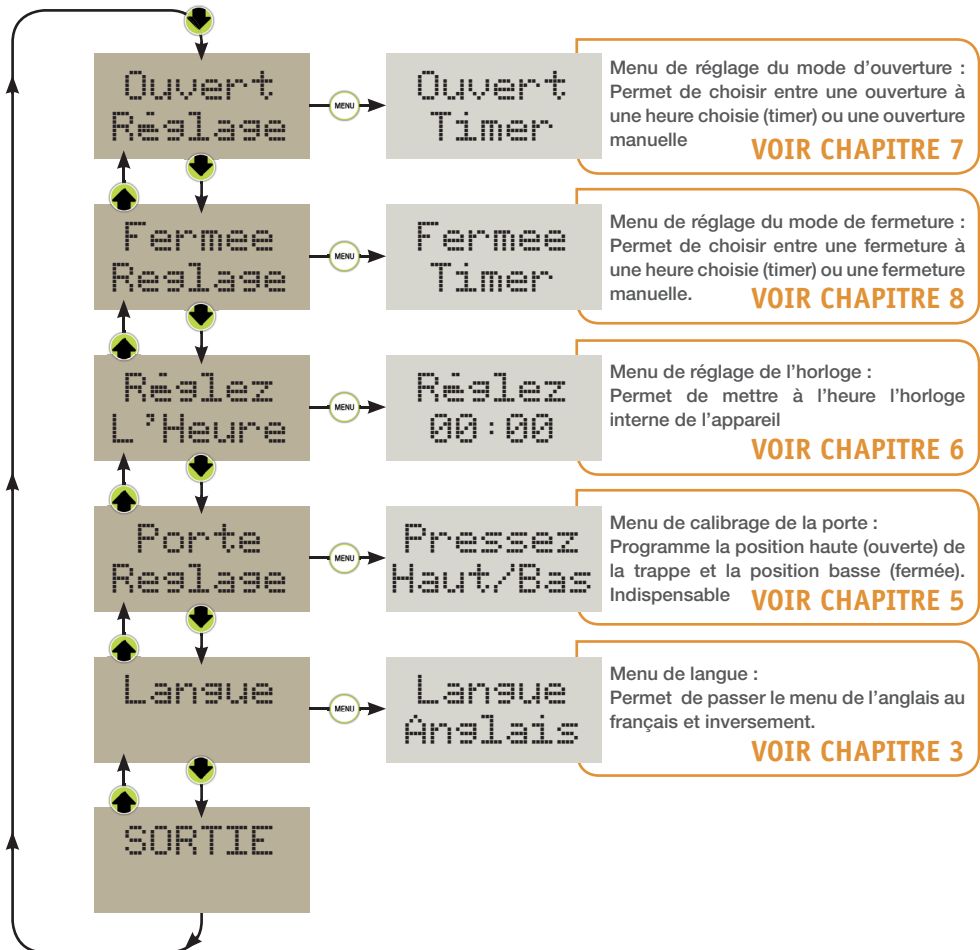 Ouvert
Réglage
MENU
Ouvert
Timer
Menu de réglage du mode d'ouverture :
Permet de choisir entre une ouverture à
une heure choisie (timer) ou une ouverture
manuelle
VOIR CHAPITRE 7
Fermee
Reglage
MENU
Fermee
Timer
Menu de réglage du mode de fermeture :
Permet de choisir entre une fermeture à
une heure choisie (timer) ou une fermeture
manuelle.
VOIR CHAPITRE 8
Réglez
L'Heure
MENU
Réglez
00:00
Menu de réglage de l'horloge :
Permet de mettre à l'heure l'horloge
interne de l'appareil
VOIR CHAPITRE 6
Porte
Reglage
MENU
Pressez
Haut/Bas
Menu de calibrage de la porte :
Programme la position haute (ouverte) de
la trappe et la position basse (fermée).
Indispensable
VOIR CHAPITRE 5
Langue
MENU
Langue
Anglais
Menu de langue :
Permet de passer le menu de l'anglais au
français et inversement.
VOIR CHAPITRE 3
SORTIE